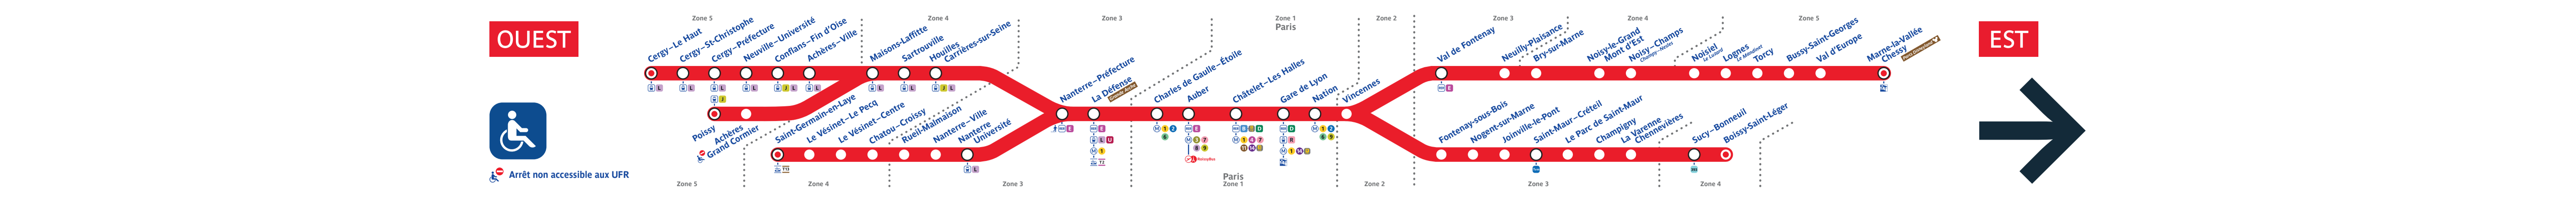 Zone 5
Zone 4
Zone 3
Zone 1
Paris
Zone 2
Zone 3
Zone 4
Zone 5
OUEST
EST
Cergy–Le Haut
Cergy–St-Christophe
Cergy–Préfecture
Neuville–Université
Conflans–Fin d'Oise
Achères–Ville
Maisons-Laffitte
Sartrouville
Houilles
Carrières-sur-Seine
Poissy
Achères
Grand Cormier
Saint-Germain-en-Laye
Le Vésinet–Le Pecq
Le Vésinet–Centre
Chatou–Croissy
Rueil-Malmaison
Nanterre–Ville
Nanterre
Université
Nanterre–Préfecture
La Défense
Charles de Gaulle–Étoile
Auber
Châtelet–Les Halles
Gare de Lyon
Nation
Vincennes
Val de Fontenay
Neuilly-Plaisance
Bry-sur-Marne
Noisy-le-Grand
Mont d'Est
Noisy–Champs
Noisiel
Lognes
Torcy
Bussy-Saint-Georges
Val d'Europe
Marne-la-Vallée
Chessy
Fontenay-sous-Bois
Nogent-sur-Marne
Joinville-le-Pont
Saint-Maur–Créteil
Le Parc de Saint-Maur
Champigny
La Varenne
Chennevières
Sucy–Bonneuil
Boissy-Saint-Léger
Arrêt non accessible aux UFR
Zone 5
Zone 4
Zone 3
Paris
Zone 1
Zone 2
Zone 3
Zone 4